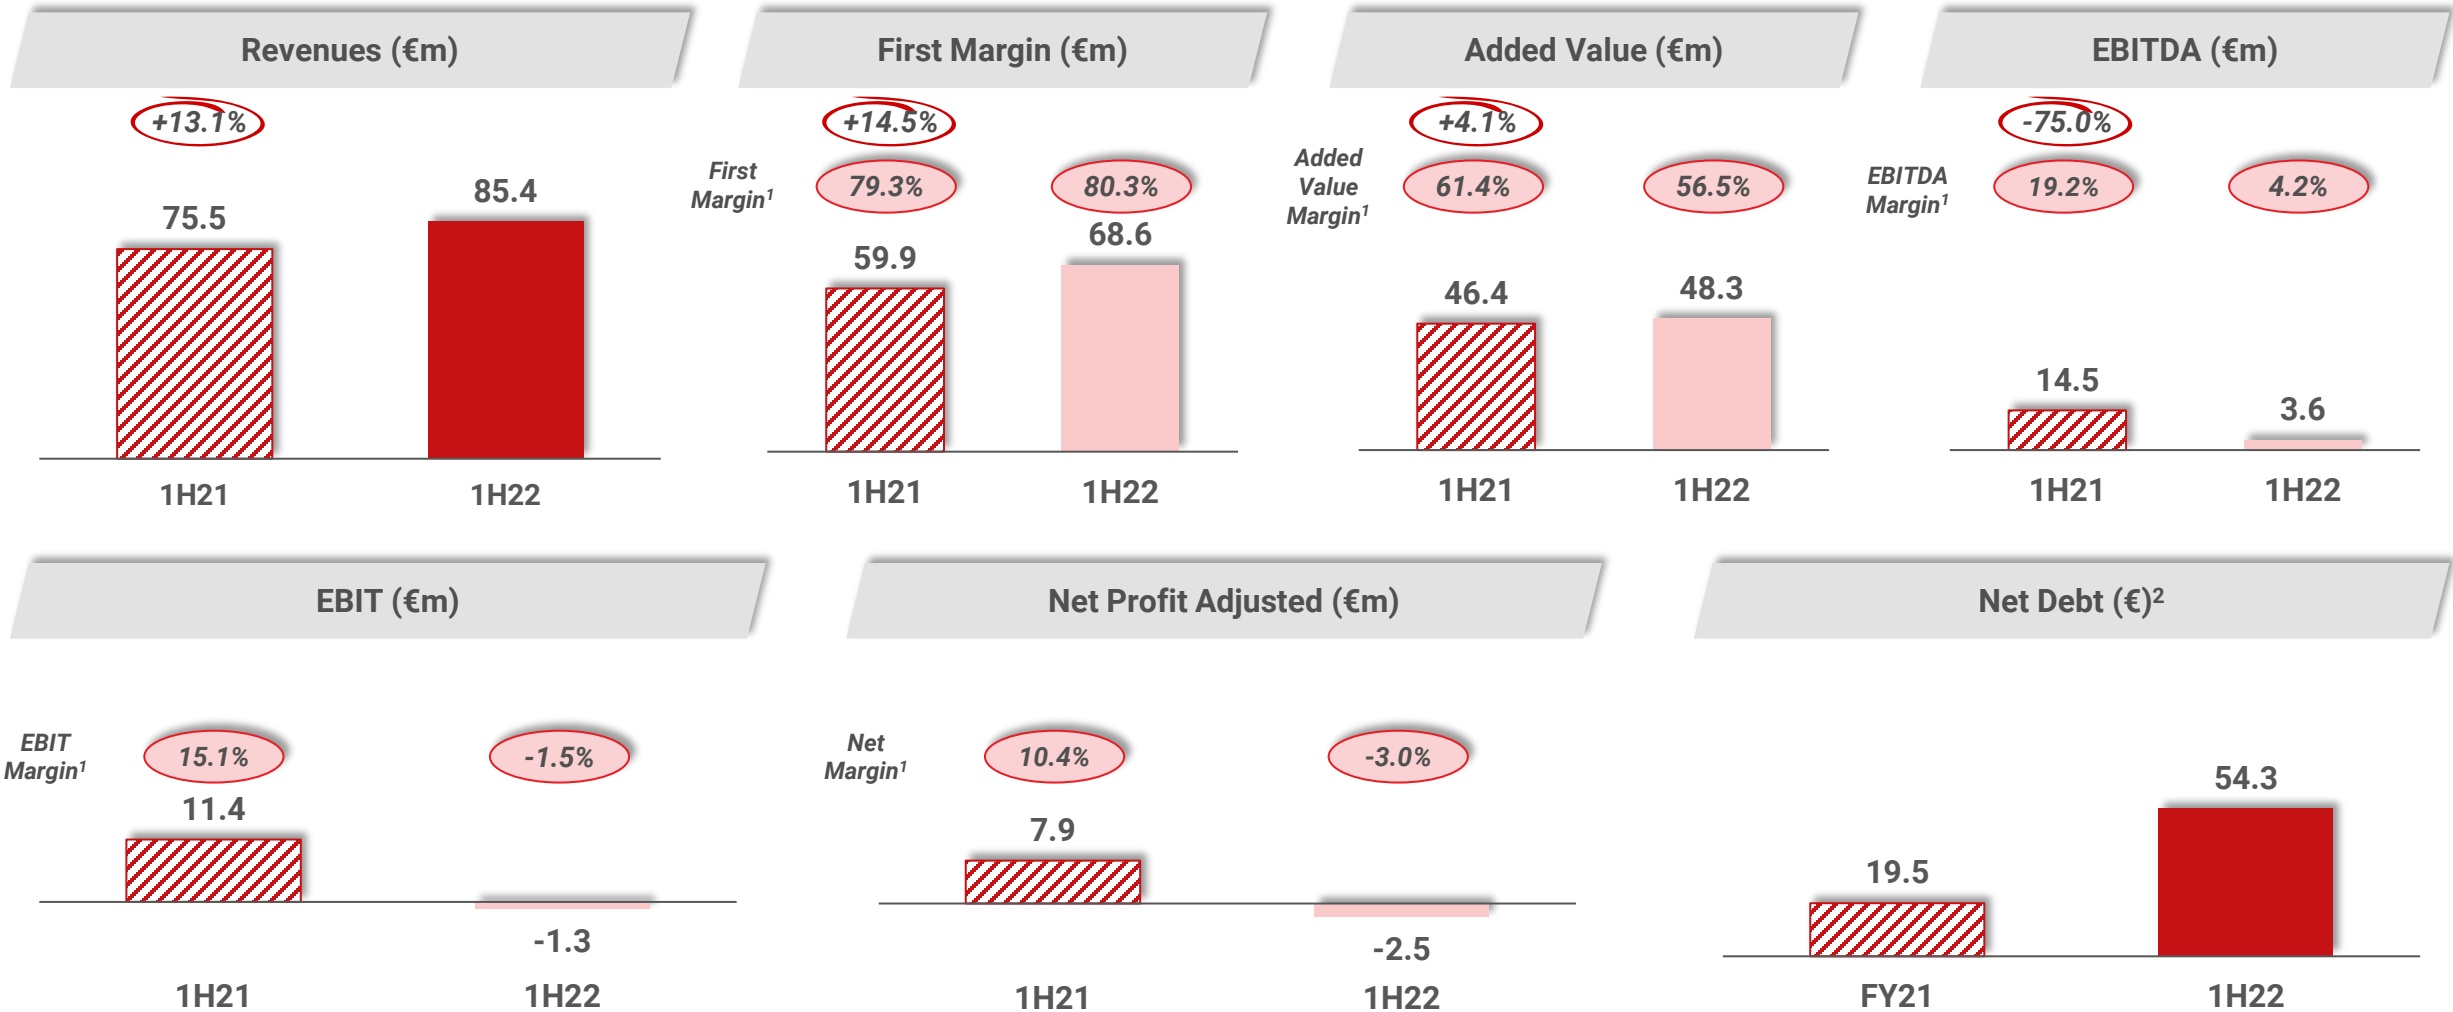 Revenues (€m)
+13.1%
75.5
85.4
1H21
1H22
First Margin (€m)
+14.5%
First
Margin¹
79.3%
80.3%
59.9
68.6
1H21
1H22
Added Value (€m)
+4.1%
Added
Value
Margin¹
61.4%
56.5%
46.4
48.3
1H21
1H22
EBITDA (€m)
-75.0%
EBITDA
Margin¹
19.2%
4.2%
14.5
3.6
1H21
1H22
EBIT (€m)
EBIT
Margin¹
15.1%
-1.5%
11.4
-1.3
1H21
1H22
Net Profit Adjusted (€m)
Net
Margin¹
10.4%
-3.0%
7.9
-2.5
1H21
1H22
Net Debt (€)²
19.5
54.3
FY21
1H22